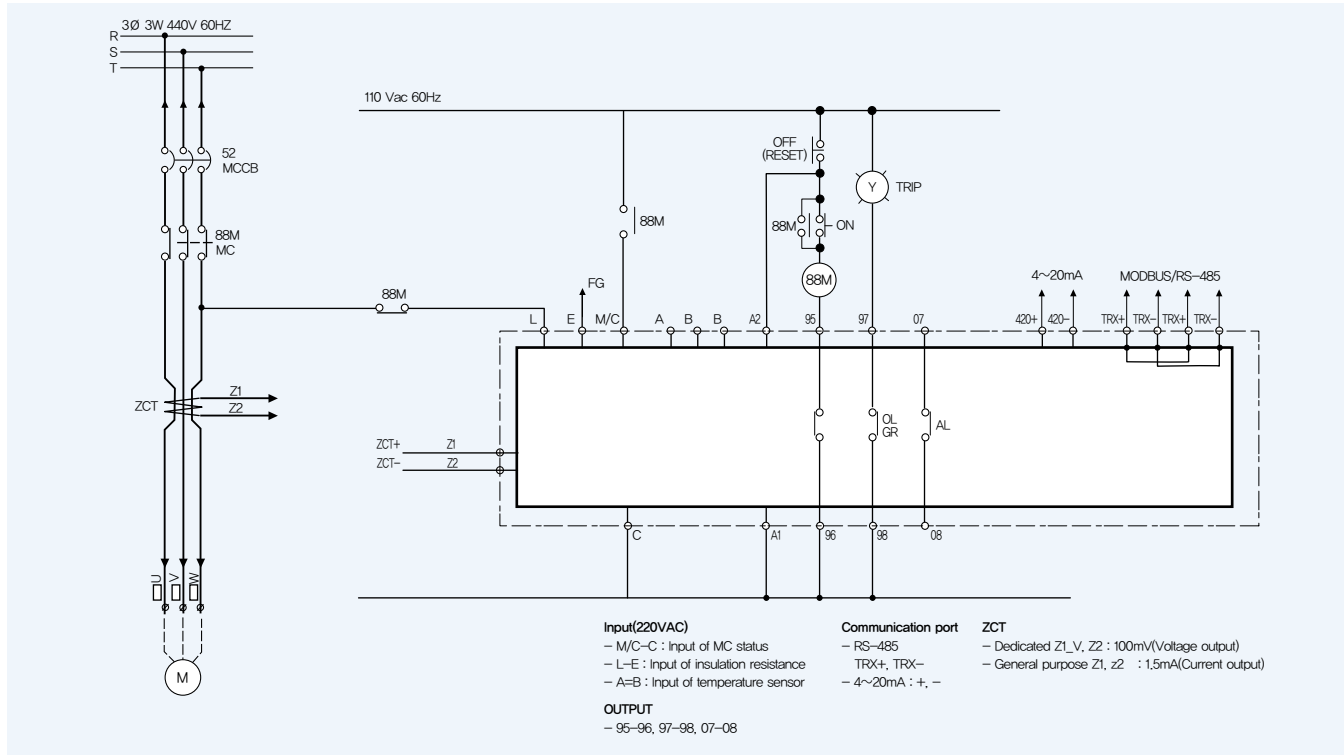 3Ø 3W 440V 60HZ
R
S
T
110 Vac 60Hz
OFF
(RESET)
52
MCCB
Y
TRIP
88M
88M
ON
88M
MC
88M
4~20mA
MODBUS/RS-485
FG
88M
L
E
M/C
A
B
B
A2
95
97
07
420+
420-
TRX+
TRX-
TRX+
TRX-
ZCT
Z1
Z2
OL
GR
AL
ZCT+
Z1
ZCT-
Z2
C
A1
96
98
08
U
V
W
M
Input(220VAC)
- M/C-C : Input of MC status
- L-E : Input of insulation resistance
- A=B : Input of temperature sensor
OUTPUT
- 95-96, 97-98, 07-08
Communication port
- RS-485
TRX+, TRX-
- 4~20mA : +, -
ZCT
- Dedicated Z1_V, Z2 : 100mV(Voltage output)
- General purpose Z1, z2 : 1,5mA(Current output)